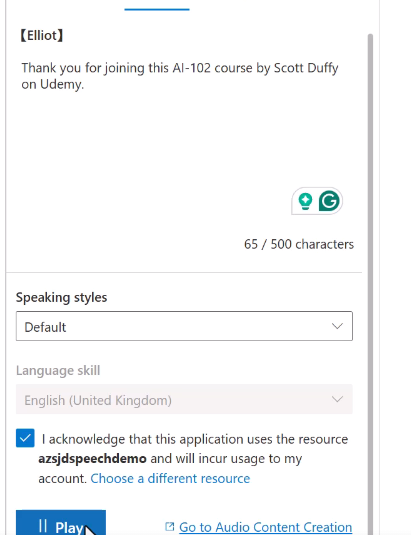 【Elliot】
Thank you for joining this AI-102 course by Scott Duffy
on Udemy.
65 / 500 characters
Speaking styles
Default
Language skill
English (United Kingdom)
I acknowledge that this application uses the resource
azsjdspeechdemo and will incur usage to my
account. Choose a different resource
Play
Go to Audio Content Creation